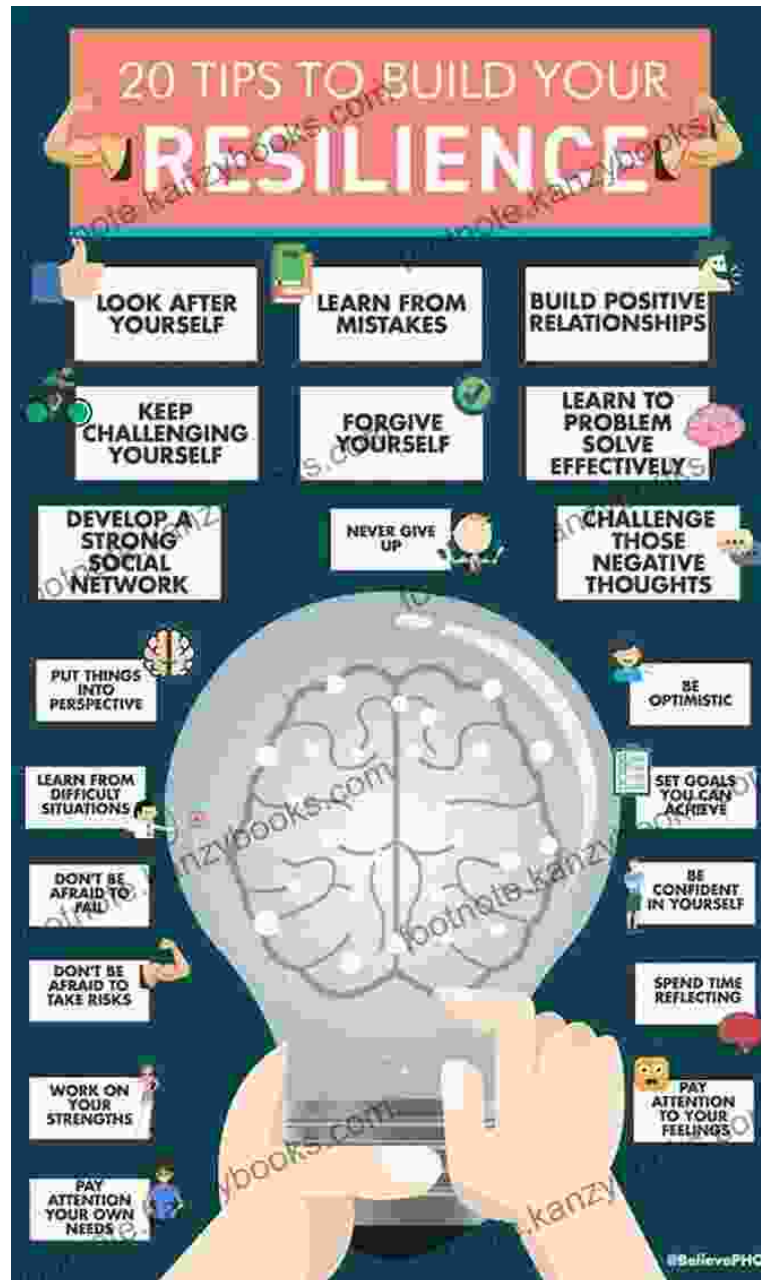 20 TIPS TO BUILD YOUR
RESILIENCE
LOOK AFTER
YOURSELF
LEARN FROM
MISTAKES
BUILD POSITIVE
RELATIONSHIPS
KEEP
CHALLENGING
YOURSELF
FORGIVE
YOURSELF
LEARN TO
PROBLEM
SOLVE
EFFECTIVELY
DEVELOP A
STRONG
SOCIAL
NETWORK
NEVER GIVE
UP
CHALLENGE
THOSE
NEGATIVE
THOUGHTS
PUT THINGS
INTO
PERSPECTIVE
BE
OPTIMISTIC
LEARN FROM
DIFFICULT
SITUATIONS
SET GOALS
YOU CAN
ACHIEVE
DON'T BE
AFRAID TO
FAIL
BE
CONFIDENT
IN YOURSELF
DON'T BE
AFRAID TO
TAKE RISKS
SPEND TIME
REFLECTING
WORK ON
YOUR
STRENGTHS
PAY
ATTENTION
TO YOUR
FEELINGS
PAY
ATTENTION
YOUR OWN
NEEDS
@BelievePHQ
footnote.kanzybooks.com